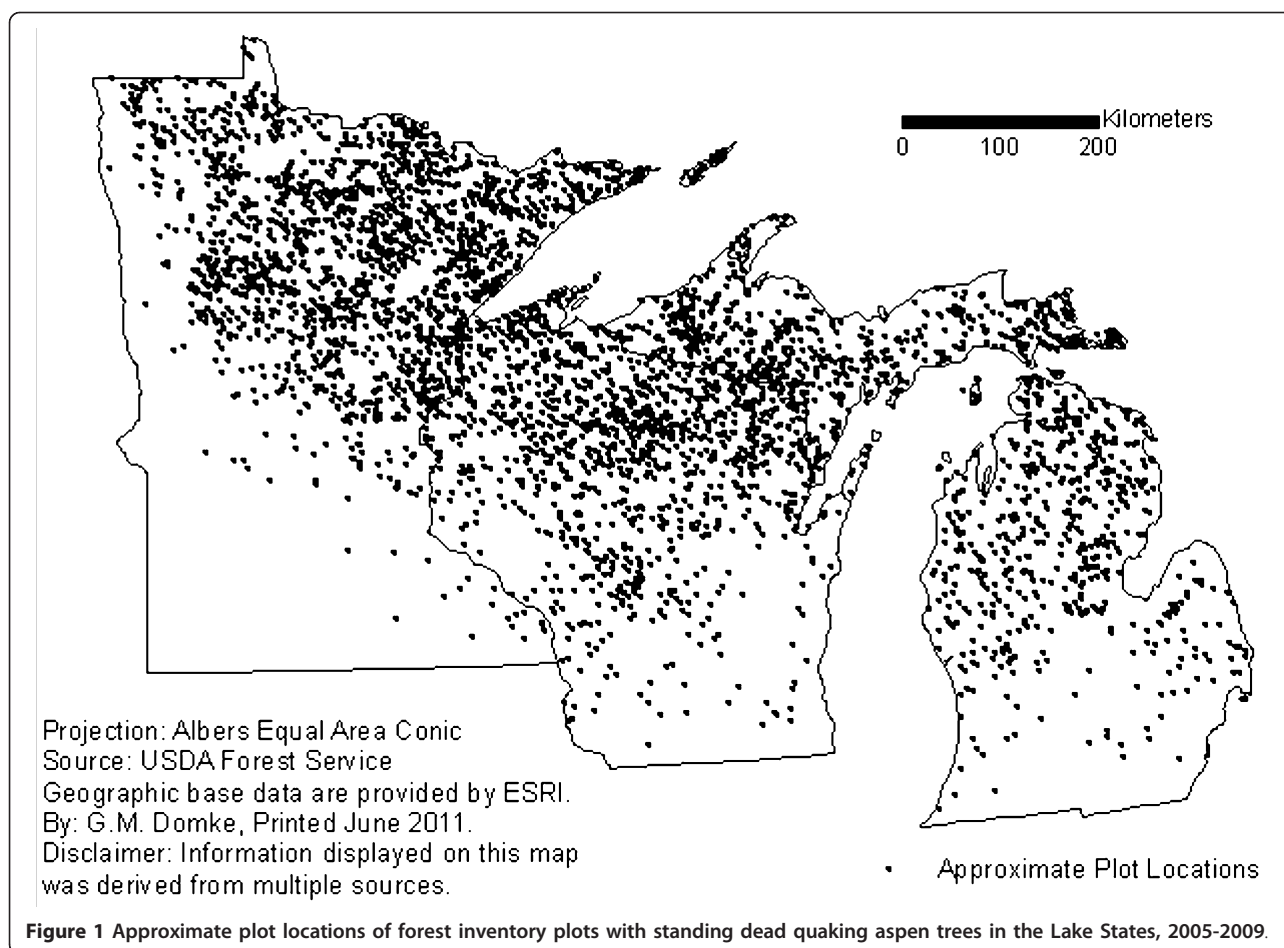 Kilometers
0 100 200
Projection: Albers Equal Area Conic
Source: USDA Forest Service
Geographic base data are provided by ESRI.
By: G.M. Domke, Printed June 2011.
Disclaimer: Information displayed on this map
was derived from multiple sources.
Approximate Plot Locations
Figure 1 Approximate plot locations of forest inventory plots with standing dead quaking aspen trees in the Lake States, 2005-2009.